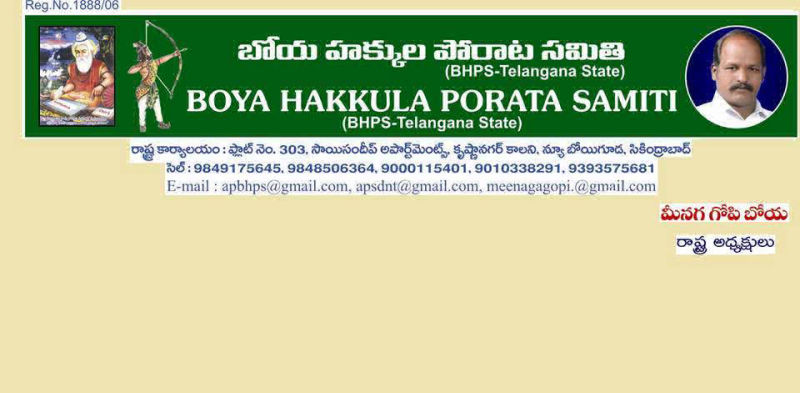 Reg.No.1888/06
బోయ హక్కుల పోరాట సమితి
(BHPS-Telangana State)
BOYA HAKKULA PORATA SAMITI
(BHPS-Telangana State)
రాష్ట్ర కార్యాలయం : ఫ్లాట్ నెం. 303, సాయిసందీప్ అపార్ట్‌మెంట్స్, కృష్ణానగర్ కాలని, న్యూ బోయిగూడ, సికింద్రాబాద్
సెల్ : 9849175645, 9848506364, 9000115401, 9010338291, 9393575681
E-mail : apbhps@gmail.com, apsdnt@gmail.com, meenagagopi.@gmail.com
మీనగ గోపి బోయ
రాష్ట్ర అధ్యక్షులు